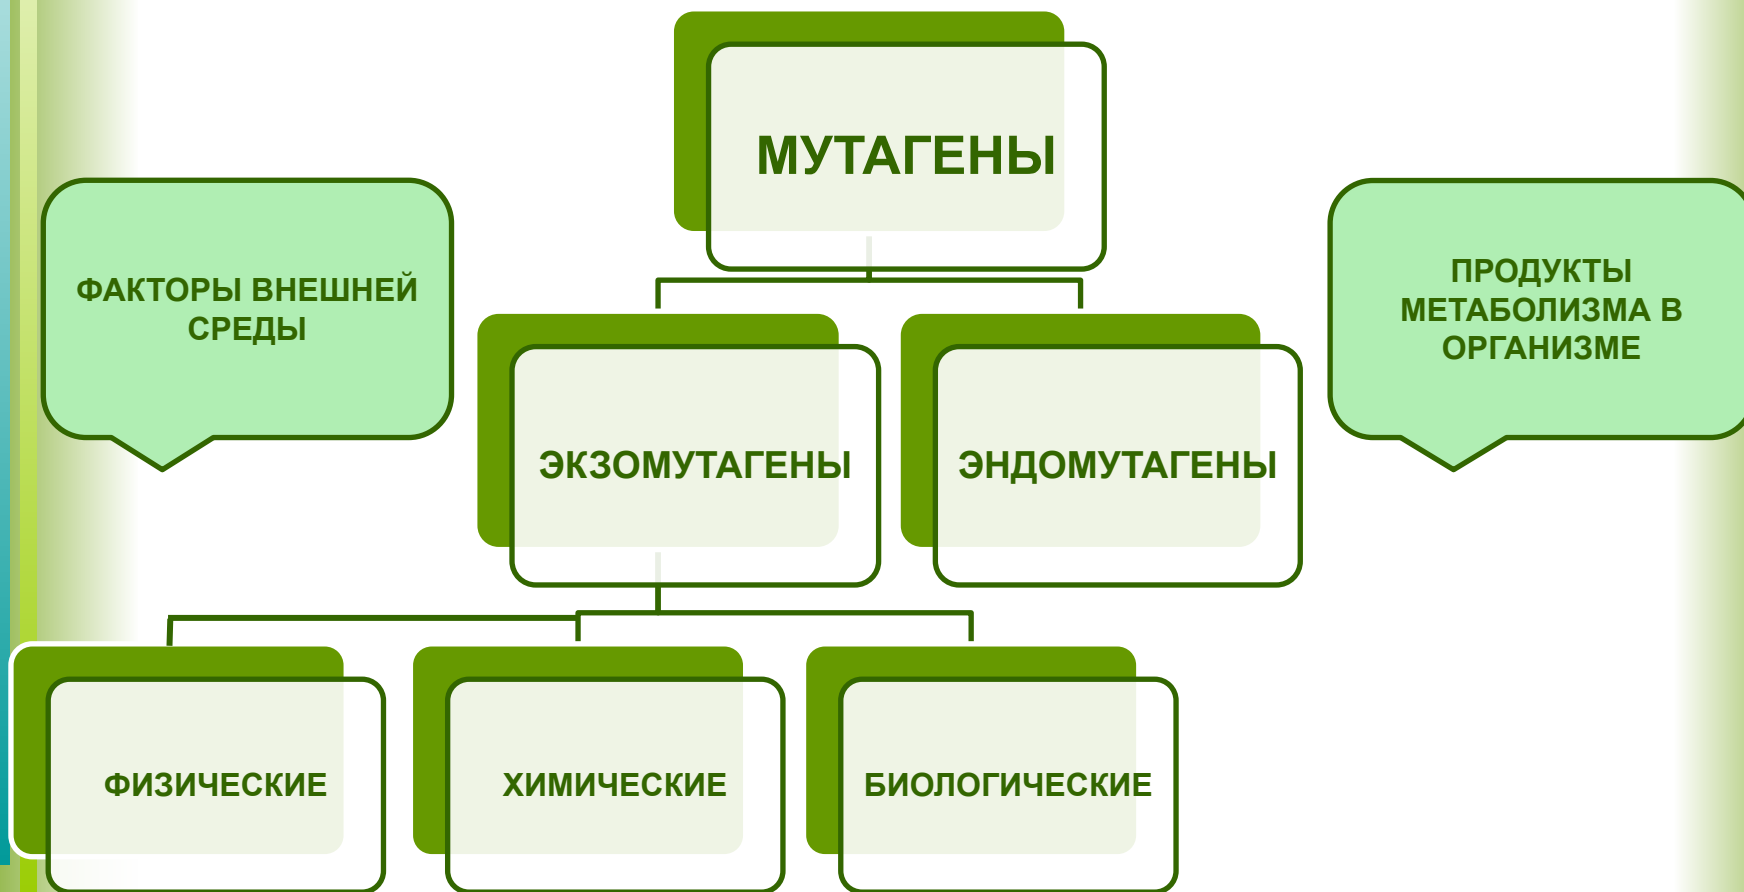 МУТАГЕНЫ
ФАКТОРЫ ВНЕШНЕЙ
СРЕДЫ
ПРОДУКТЫ
МЕТАБОЛИЗМА В
ОРГАНИЗМЕ
ЭКЗОМУТАГЕНЫ
ЭНДОМУТАГЕНЫ
ФИЗИЧЕСКИЕ
ХИМИЧЕСКИЕ
БИОЛОГИЧЕСКИЕ